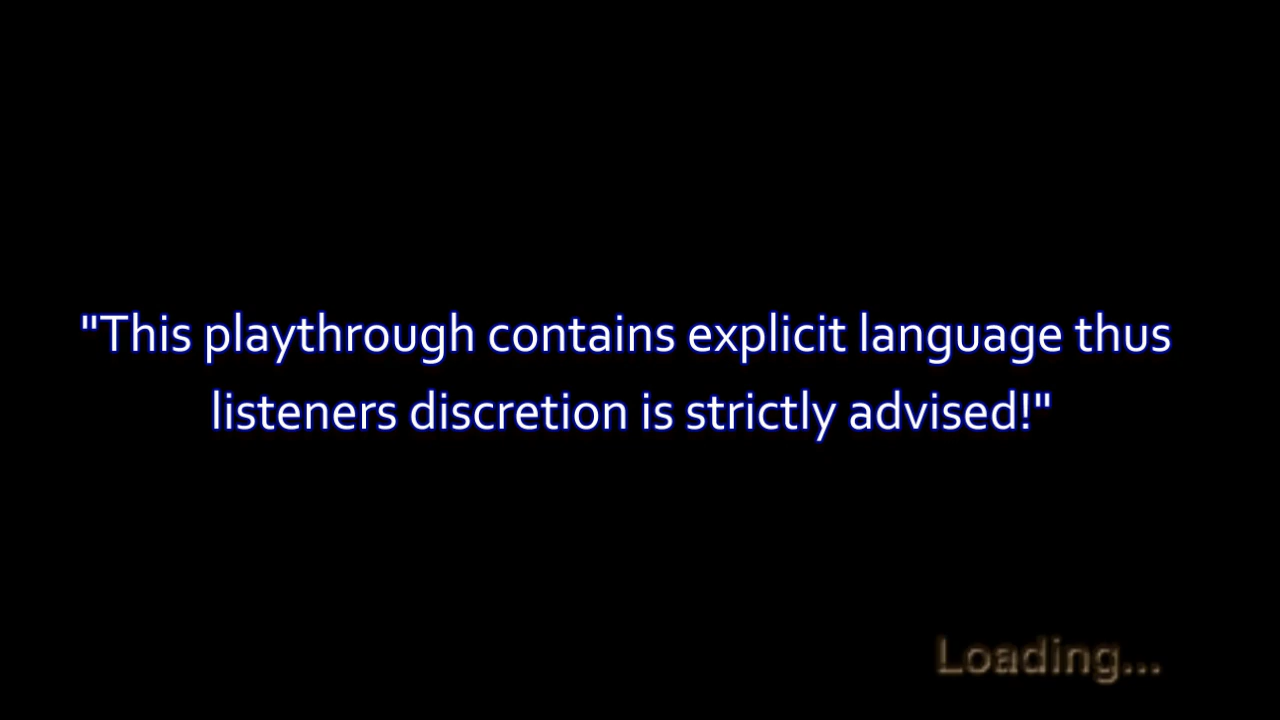 "This playthrough contains explicit language thus
listeners discretion is strictly advised!"
Loading...